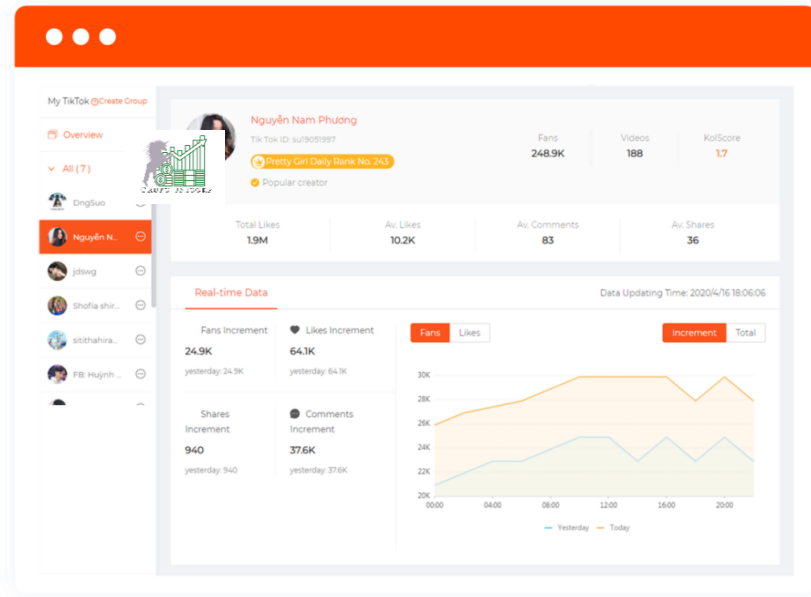 My TikTok
Create Group
Overview
All (7)
DngSuo
Nguyễn N...
jdswg
Shofia shir...
sitithahira...
FB: Huỳnh ...
Nguyễn Nam Phương
Tik Tok ID: su19051997
Pretty Girl Daily Rank No. 243
Popular creator
Fans
248.9K
Videos
188
KolScore
1.7
Total Likes
1.9M
Av. Likes
10.2K
Av. Comments
83
Av. Shares
36
Real-time Data
Data Updating Time: 2020/4/16 18:06:06
Fans Increment
24.9K
yesterday: 24.9K
Likes Increment
64.1K
yesterday: 64.1K
Shares
Increment
940
yesterday: 940
Comments
Increment
37.6K
yesterday: 37.6K
Fans
Likes
Increment
Total
30K
28K
26K
24K
22K
20K
00:00
04:00
08:00
12:00
16:00
20:00
Yesterday
Today